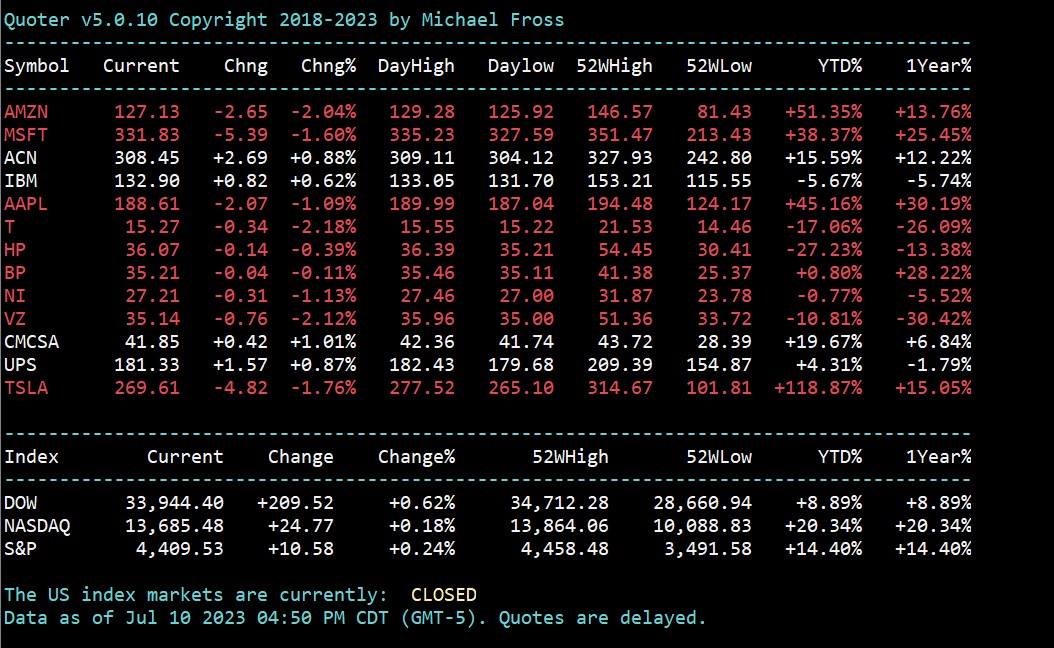 Quoter v5.0.10 Copyright 2018-2023 by Michael Fross
----------------------------------------------------------------------------------------
Symbol   Current    Chng   Chng%  DayHigh   Daylow  52WHigh   52WLow      YTD%    1Year%
----------------------------------------------------------------------------------------
AMZN      127.13   -2.65  -2.04%   129.28   125.92   146.57    81.43   +51.35%   +13.76%
MSFT      331.83   -5.39  -1.60%   335.23   327.59   351.47   213.43   +38.37%   +25.45%
ACN       308.45   +2.69  +0.88%   309.11   304.12   327.93   242.80   +15.59%   +12.22%
IBM       132.90   +0.82  +0.62%   133.05   131.70   153.21   115.55    -5.67%    -5.74%
AAPL      188.61   -2.07  -1.09%   189.99   187.04   194.48   124.17   +45.16%   +30.19%
T          15.27   -0.34  -2.18%    15.55    15.22    21.53    14.46   -17.06%   -26.09%
HP         36.07   -0.14  -0.39%    36.39    35.21    54.45    30.41   -27.23%   -13.38%
BP         35.21   -0.04  -0.11%    35.46    35.11    41.38    25.37    +0.80%   +28.22%
NI         27.21   -0.31  -1.13%    27.46    27.00    31.87    23.78    -0.77%    -5.52%
VZ         35.14   -0.76  -2.12%    35.96    35.00    51.36    33.72   -10.81%   -30.42%
CMCSA      41.85   +0.42  +1.01%    42.36    41.74    43.72    28.39   +19.67%    +6.84%
UPS       181.33   +1.57  +0.87%   182.43   179.68   209.39   154.87    +4.31%    -1.79%
TSLA      269.61   -4.82  -1.76%   277.52   265.10   314.67   101.81  +118.87%   +15.05%
----------------------------------------------------------------------------------------
Index        Current    Change    Change%       52WHigh       52WLow      YTD%    1Year%
----------------------------------------------------------------------------------------
DOW        33,944.40   +209.52     +0.62%     34,712.28    28,660.94    +8.89%    +8.89%
NASDAQ     13,685.48    +24.77     +0.18%     13,864.06    10,088.83   +20.34%   +20.34%
S&P         4,409.53    +10.58     +0.24%      4,458.48     3,491.58   +14.40%   +14.40%
The US index markets are currently:  CLOSED
Data as of Jul 10 2023 04:50 PM CDT (GMT-5). Quotes are delayed.